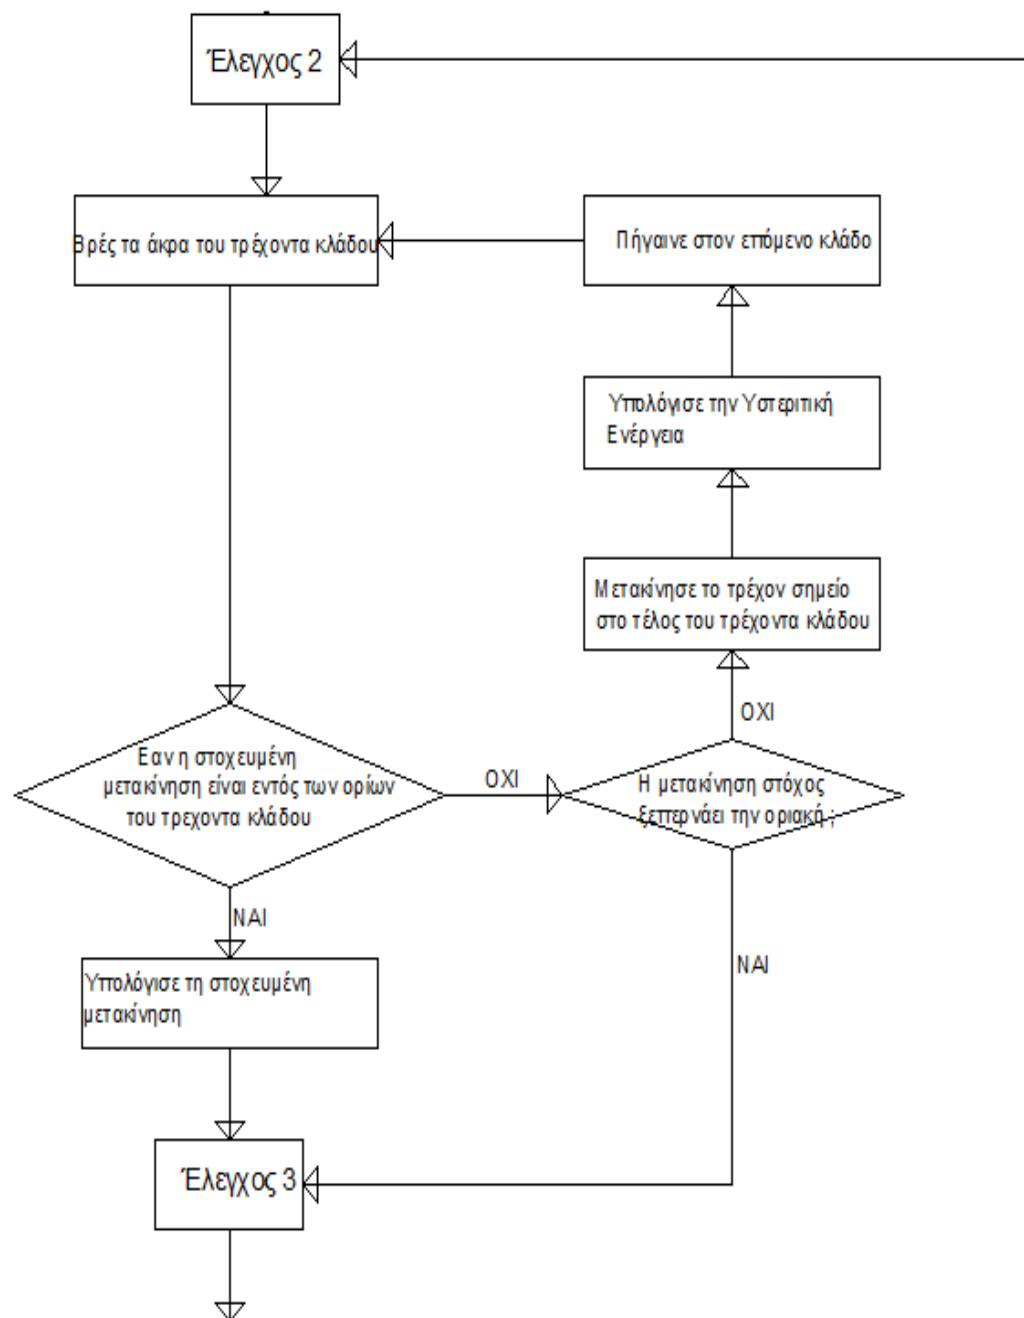 Έλεγχος 2
Βρές τα άκρα του τρέχοντα κλάδου
Πήγαινε στον επόμενο κλάδο
Υπολόγισε την Υστεριτική
Ενέργεια
Μετακίνησε το τρέχον σημείο
στο τέλος του τρέχοντα κλάδου
ΟΧΙ
Εαν η στοχευμένη
μετακίνηση είναι εντός των ορίων
του τρεχοντα κλάδου
ΟΧΙ
Η μετακίνηση στόχος
ξεπερνάει την οριακή ;
ΝΑΙ
ΝΑΙ
Υπολόγισε τη στοχευμένη
μετακίνηση
Έλεγχος 3